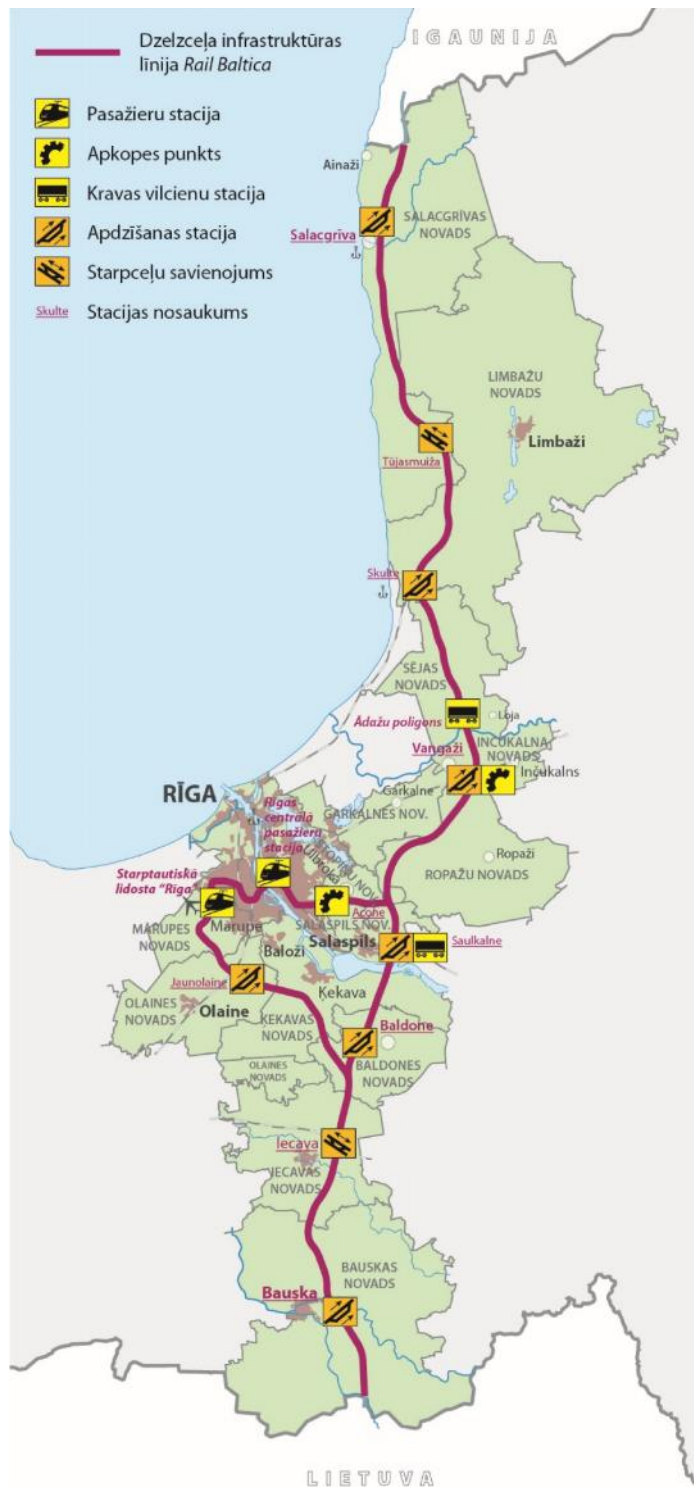 Dzelzceļa infrastruktūras
līnija Rail Baltica
Pasažieru stacija
Apkopes punkts
Kravas vilcienu stacija
Apdzīšanas stacija
Starpceļu savienojums
Skulte
Stacijas nosaukums
IGAUNIJA
Ainaži
SALACGRĪVAS
NOVADS
Salacgrīva
LIMBAŽU
NOVADS
Limbaži
Tūjasmuiža
Skulte
SĒJAS
NOVADS
Ādažu poligons
Loja
Vangaži
INČUKALNA
NOVADS
Inčukalns
Garkalne
GARKALNES NOV.
RĪGA
Rīgas
centrālā
pasažieru
stacija
Ulbroka
NOV.
Ropaži
ROPAŽU NOVADS
Starptautiskā
lidosta "Rīga"
Acone
SALASPILS NOV.
Salaspils
Saulkalne
MĀRUPES
NOVADS
Mārupe
Baloži
Jaunolaine
Ķekava
OLAINES
NOVADS
Olaine
ĶEKAVAS
NOVADS
Baldone
BALDONES
NOVADS
OLAINES
NOVADS
Iecava
IECAVAS
NOVADS
BAUSKAS
NOVADS
Bauska
LIETUVA